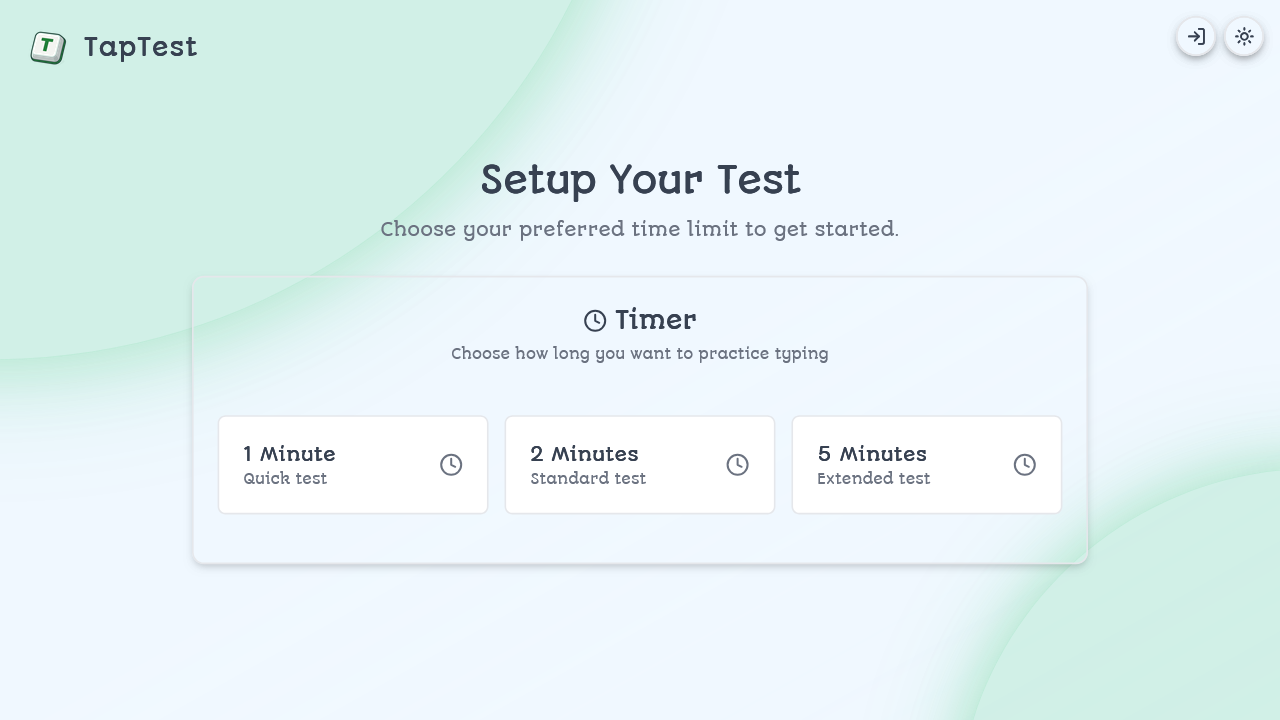 T TapTest
Setup Your Test
Choose your preferred time limit to get started.
Timer
Choose how long you want to practice typing
1 Minute
Quick test
2 Minutes
Standard test
5 Minutes
Extended test